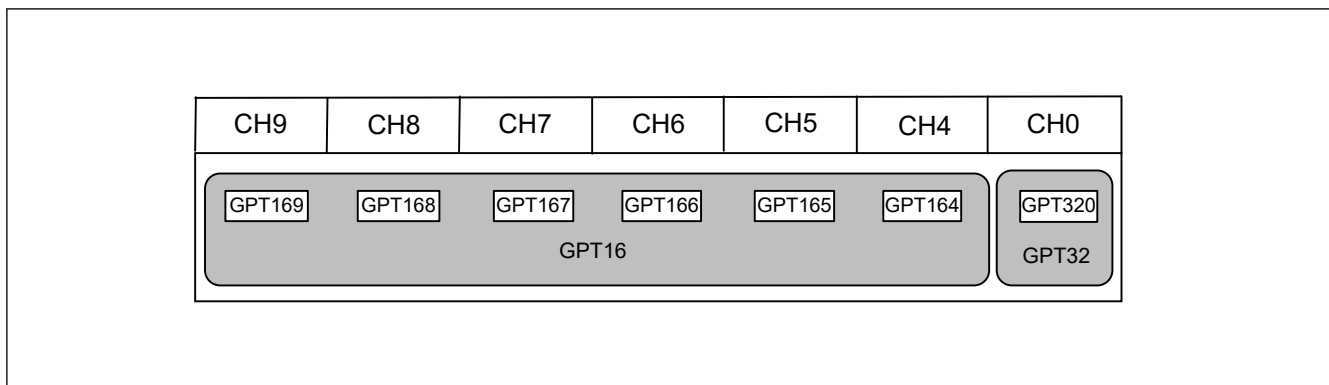 CH9 CH8 CH7 CH6 CH5 CH4 CH0
GPT169 GPT168 GPT167 GPT166 GPT165 GPT164 GPT320
GPT16 GPT32